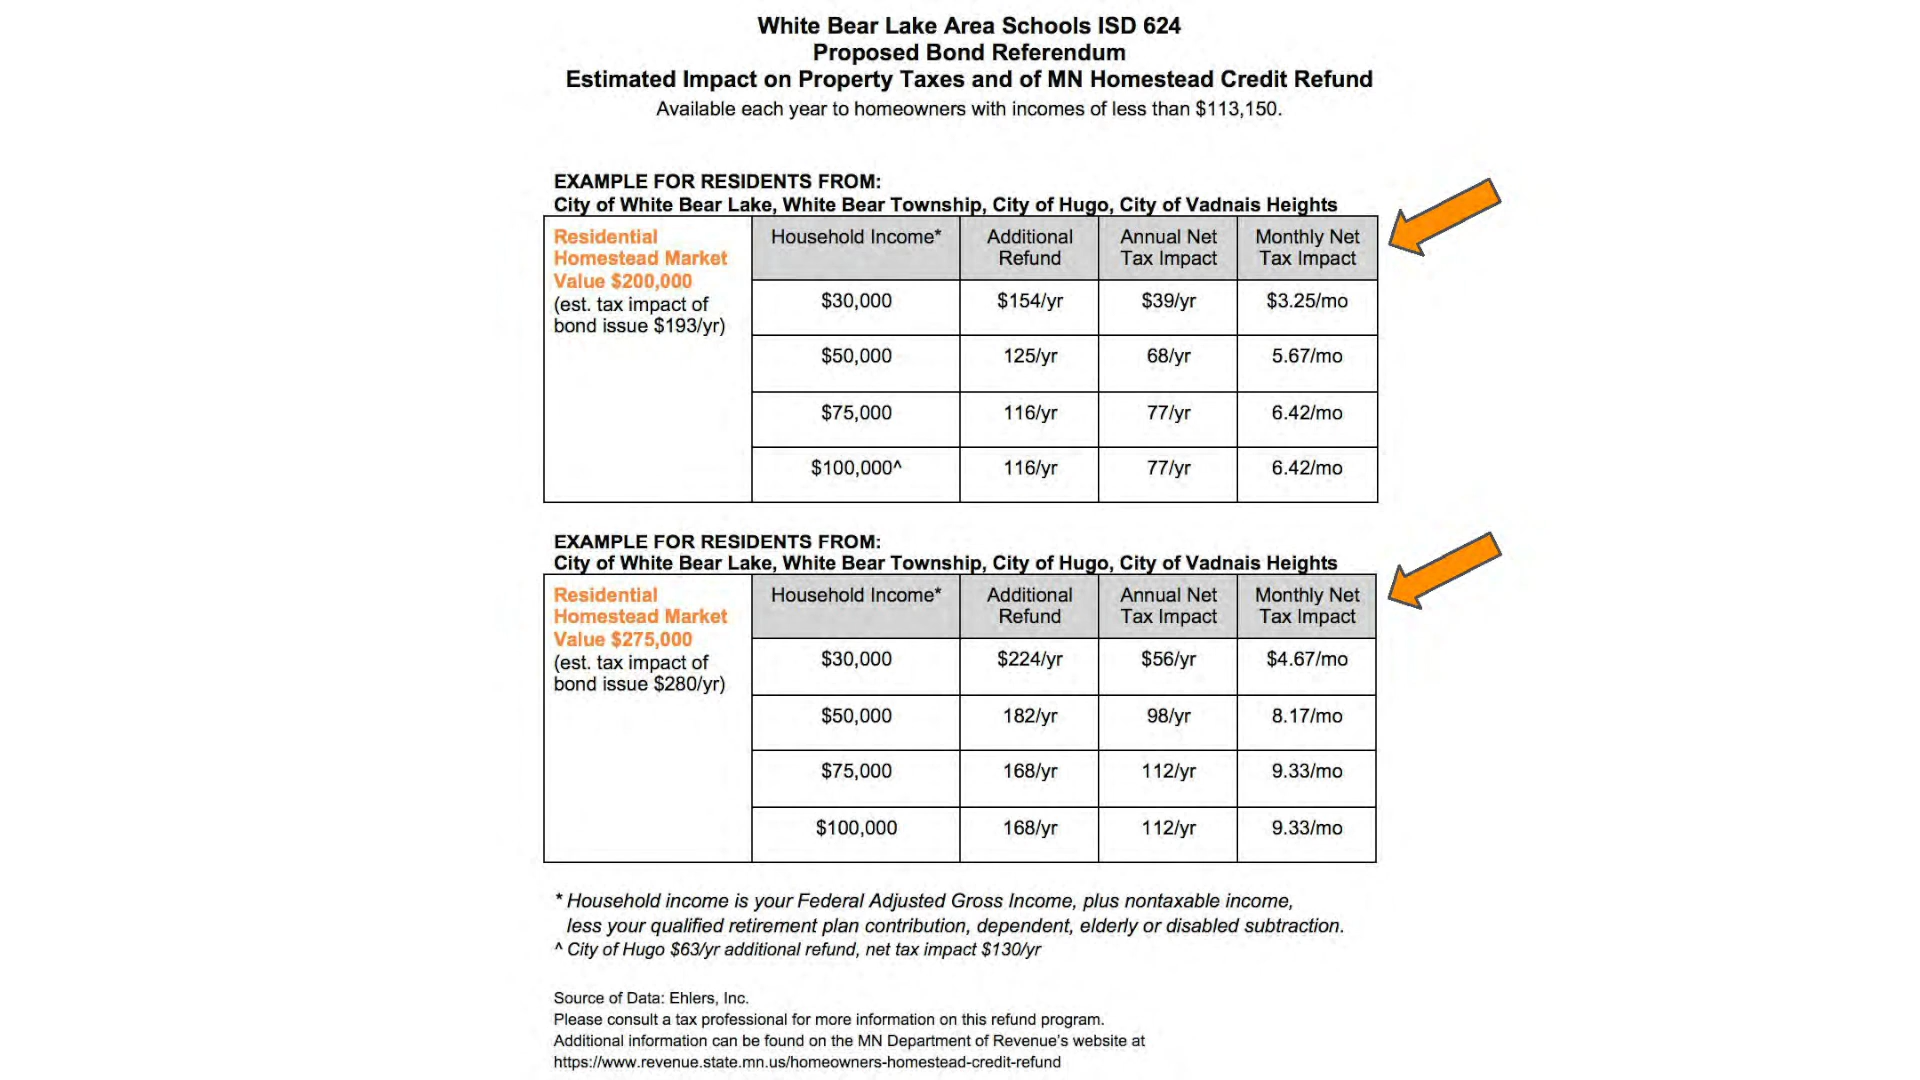 White Bear Lake Area Schools ISD 624
Proposed Bond Referendum
Estimated Impact on Property Taxes and of MN Homestead Credit Refund
Available each year to homeowners with incomes of less than $113,150.
EXAMPLE FOR RESIDENTS FROM:
City of White Bear Lake, White Bear Township, City of Hugo, City of Vadnais Heights
Residential
Homestead Market
Value $200,000
(est. tax impact of
bond issue $193/yr)
Household Income* Additional Refund Annual Net Tax Impact Monthly Net Tax Impact
$30,000 $154/yr $39/yr $3.25/mo
$50,000 125/yr 68/yr 5.67/mo
$75,000 116/yr 77/yr 6.42/mo
$100,000^ 116/yr 77/yr 6.42/mo
EXAMPLE FOR RESIDENTS FROM:
City of White Bear Lake, White Bear Township, City of Hugo, City of Vadnais Heights
Residential
Homestead Market
Value $275,000
(est. tax impact of
bond issue $280/yr)
Household Income* Additional Refund Annual Net Tax Impact Monthly Net Tax Impact
$30,000 $224/yr $56/yr $4.67/mo
$50,000 182/yr 98/yr 8.17/mo
$75,000 168/yr 112/yr 9.33/mo
$100,000 168/yr 112/yr 9.33/mo
* Household income is your Federal Adjusted Gross Income, plus nontaxable income,
less your qualified retirement plan contribution, dependent, elderly or disabled subtraction.
^ City of Hugo $63/yr additional refund, net tax impact $130/yr
Source of Data: Ehlers, Inc.
Please consult a tax professional for more information on this refund program.
Additional information can be found on the MN Department of Revenue's website at
https://www.revenue.state.mn.us/homeowners-homestead-credit-refund